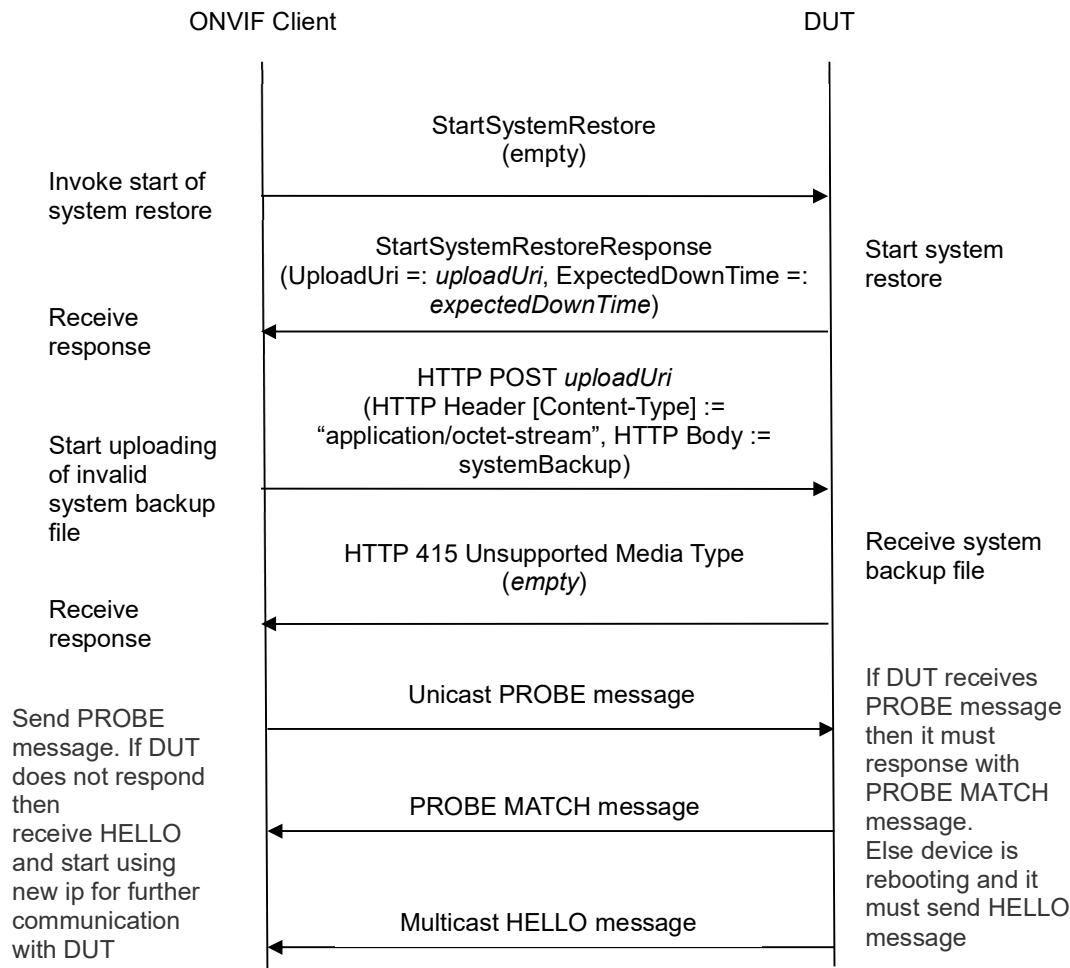 ONVIF Client
DUT
StartSystemRestore
(empty)
Invoke start of
system restore
StartSystemRestoreResponse
(UploadUri =: uploadUri, ExpectedDownTime =:
expectedDownTime)
Start system
restore
Receive
response
HTTP POST uploadUri
(HTTP Header [Content-Type] :=
“application/octet-stream”, HTTP Body :=
systemBackup)
Start uploading
of invalid
system backup
file
HTTP 415 Unsupported Media Type
(empty)
Receive system
backup file
Receive
response
Unicast PROBE message
If DUT receives
PROBE message
then it must
response with
PROBE MATCH
message.
Else device is
rebooting and it
must send HELLO
message
Send PROBE
message. If DUT
does not respond
then
receive HELLO
and start using
new ip for further
communication
with DUT
PROBE MATCH message
Multicast HELLO message